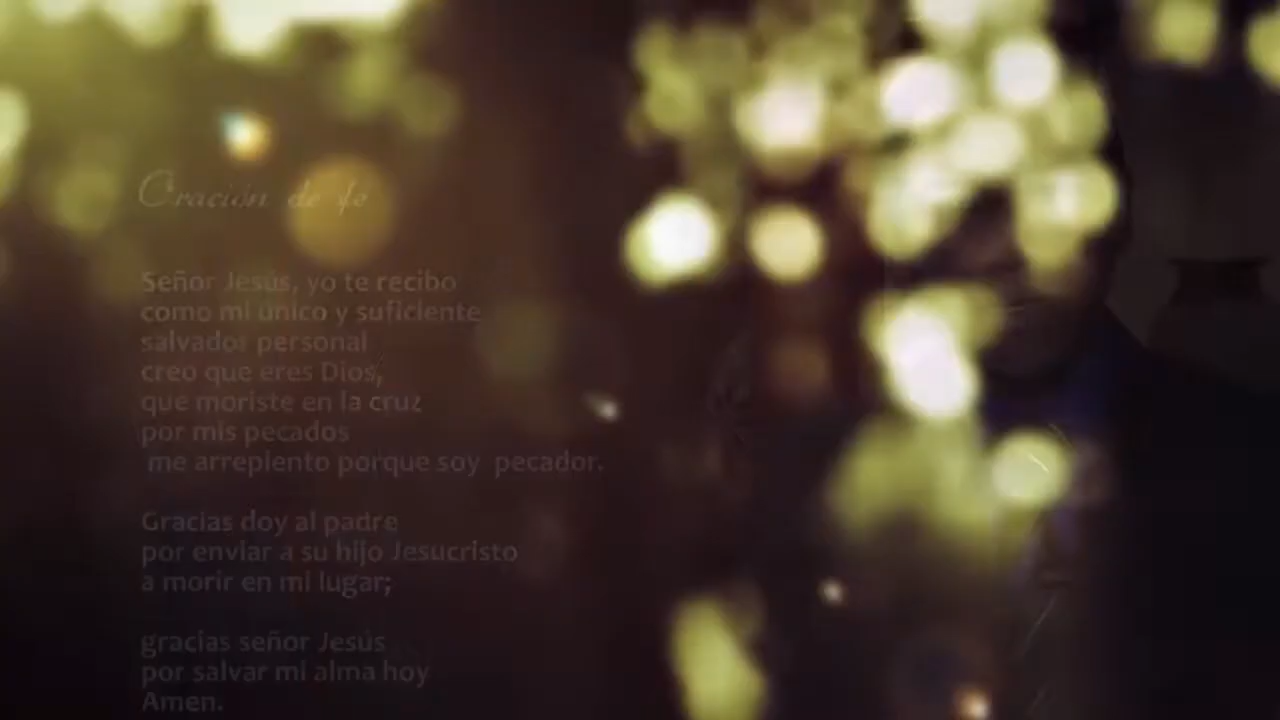 Oración de fe
Señor Jesús, yo te recibo
como mi único y suficiente
salvador personal
creo que eres Dios,
que moriste en la cruz
por mis pecados
me arrepiento porque soy pecador.
Gracias doy al padre
por enviar a su hijo Jesucristo
a morir en mi lugar;
gracias señor Jesús
por salvar mi alma hoy
Amen.